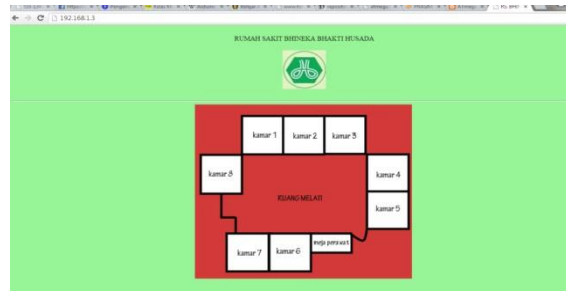 192.168.1.3
RUMAH SAKIT BHINEKA BHAKTI HUSADA
kamar 1
kamar 2
kamar 3
kamar 8
kamar 4
RUANG MELATI
kamar 5
meja perawat
kamar 7
kamar 6